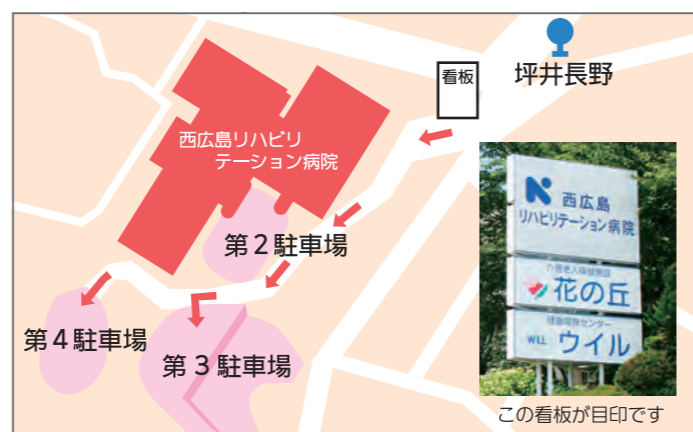 坪井長野
看板
西広島リハビリ
テーション病院
第2駐車場
第4駐車場
第3駐車場
西広島
リハビリテーション病院
介護老人保健施設
花の丘
健康増進センター
WILL ウイル
この看板が目印です